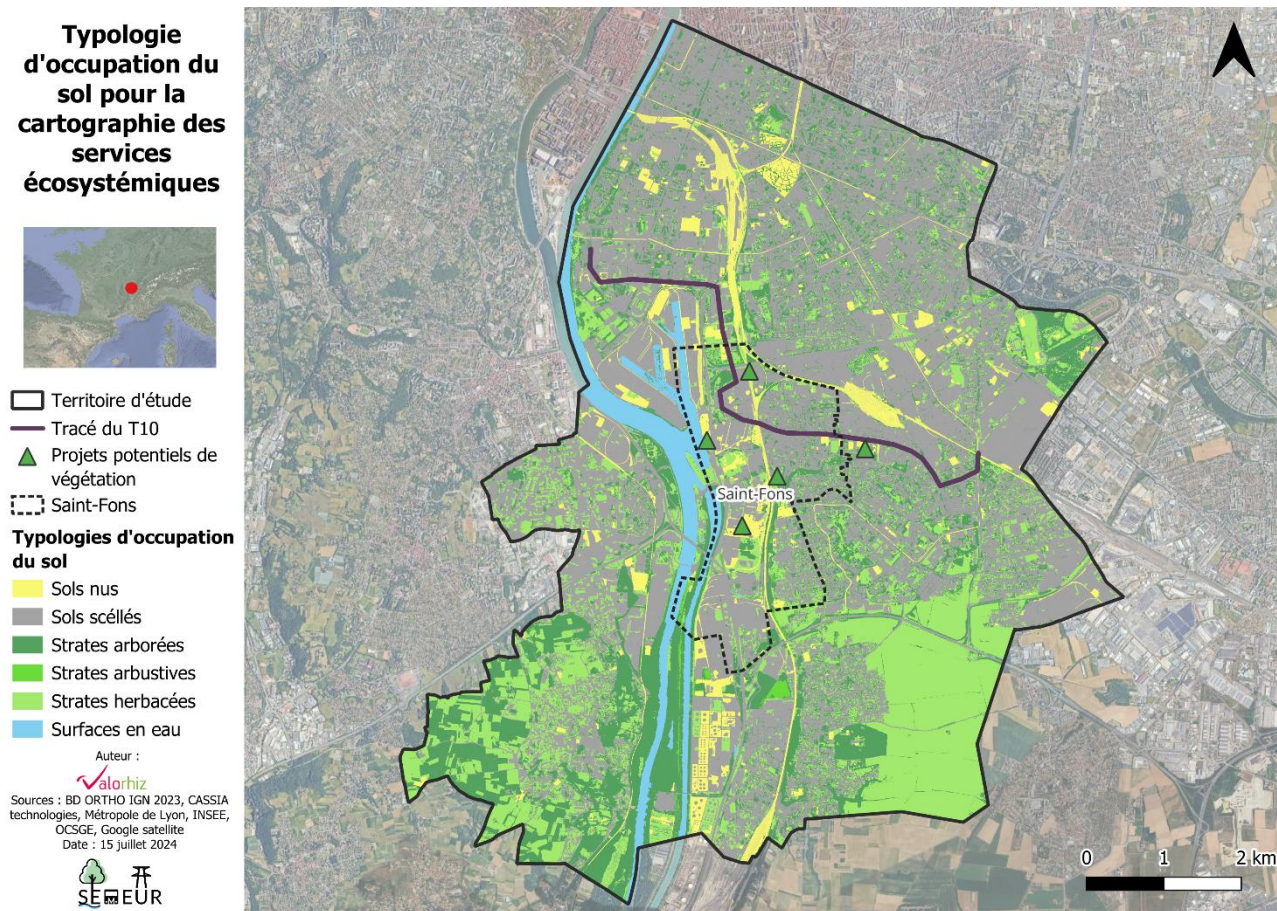 Typologie
d'occupation du
sol pour la
cartographie des
services
écosystémiques
Territoire d'étude
Tracé du T10
Projets potentiels de
végétation
Saint-Fons
Typologies d'occupation
du sol
Sols nus
Sols scéllés
Strates arborées
Strates arbustives
Strates herbacées
Surfaces en eau
Auteur :
Valorhiz
Sources : BD ORTHO IGN 2023, CASSIA
technologies, Métropole de Lyon, INSEE,
OCSGE, Google satellite
Date : 15 juillet 2024
SEMEUR
Saint-Fons
0 1 2 km